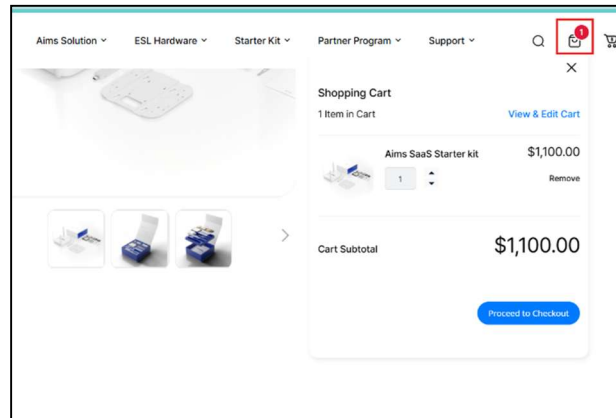 Aims Solution ESL Hardware Starter Kit Partner Program Support 1
Shopping Cart
1 Item in Cart View & Edit Cart
Aims SaaS Starter kit $1,100.00
1 Remove
Cart Subtotal $1,100.00
Proceed to Checkout